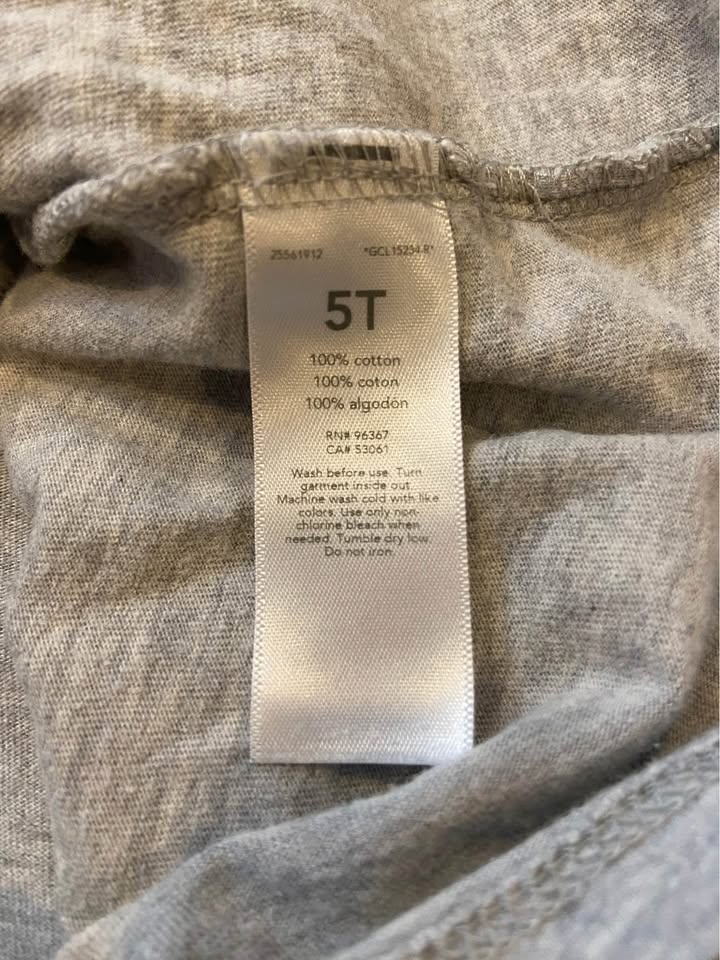 25561912 *GCL15234.R*
5T
100% cotton
100% coton
100% algodón
RN# 96367
CA# 53061
Wash before use. Turn
garment inside out.
Machine wash cold with like
colors. Use only non-
chlorine bleach when
needed. Tumble dry low.
Do not iron.